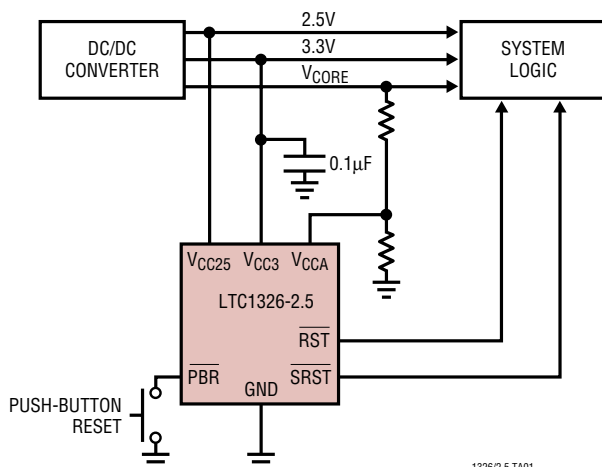 DC/DC
CONVERTER
2.5V
3.3V
VCORE
SYSTEM
LOGIC
0.1µF
VCC25 VCC3 VCCA
LTC1326-2.5
RST
PBR
SRST
GND
PUSH-BUTTON
RESET
1326/2.5 TA01